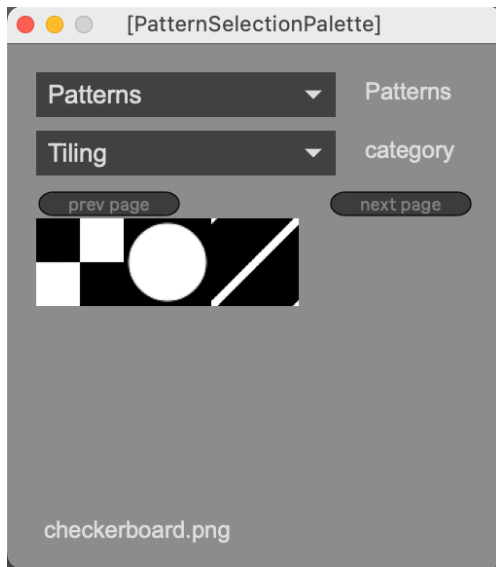 [PatternSelectionPalette]
Patterns Patterns
Tiling category
prev page next page
checkerboard.png